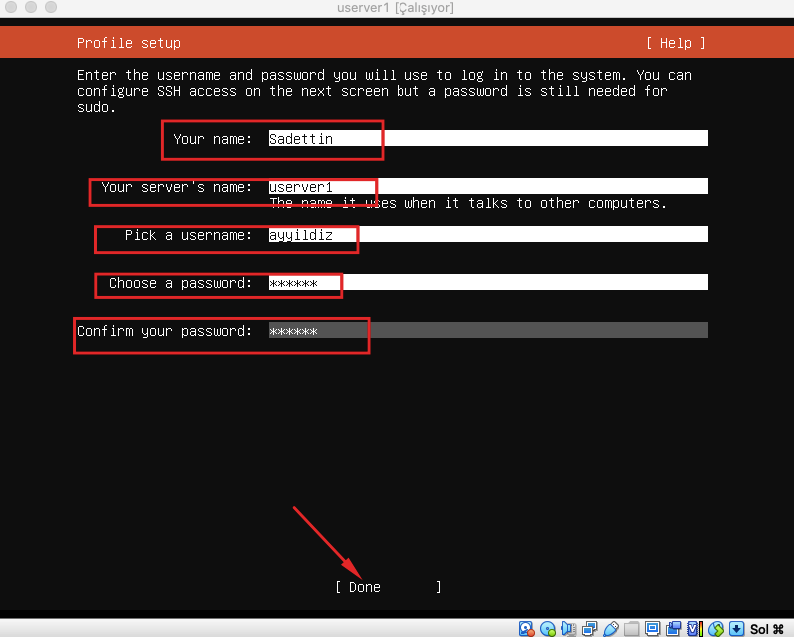 userver1 [Çalışıyor]
Profile setup [ Help ]
Enter the username and password you will use to log in to the system. You can
configure SSH access on the next screen but a password is still needed for
sudo.
Your name: Sadettin
Your server's name: userver1
The name it uses when it talks to other computers.
Pick a username: ayyildiz
Choose a password: ******
Confirm your password: ******
[ Done ]
Sol ⌘